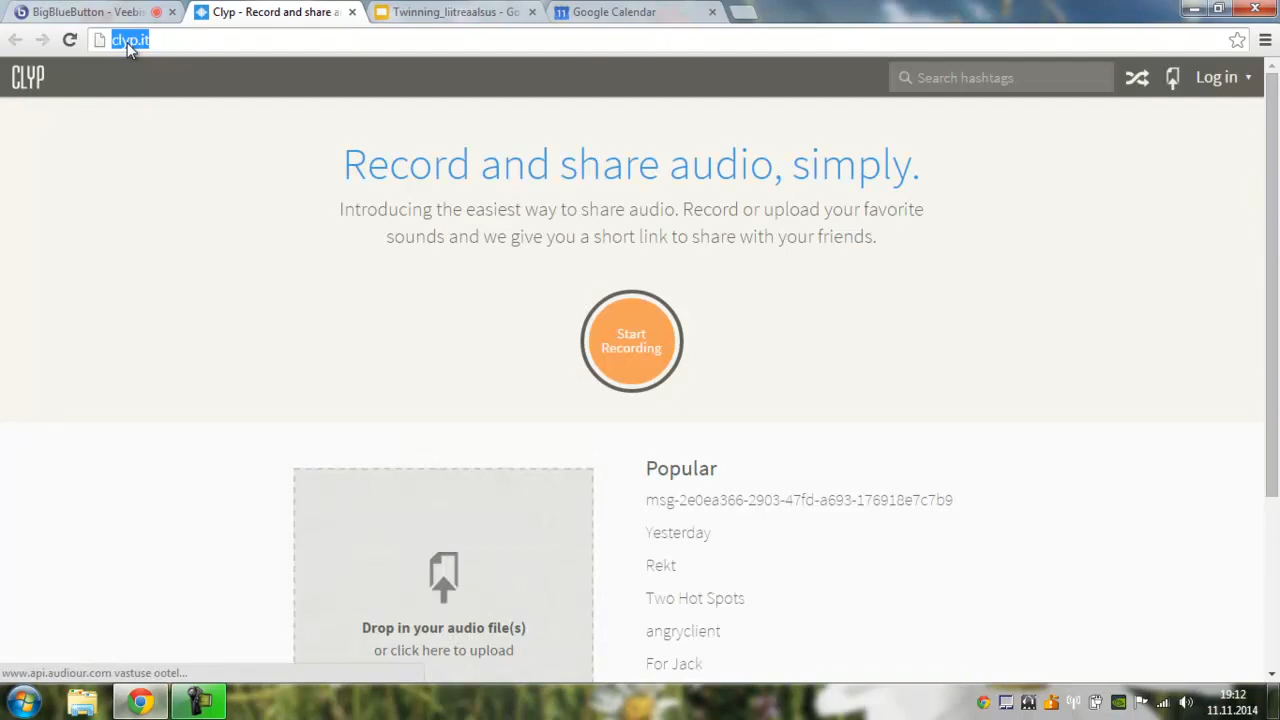 BigBlueButton - Veebi
Clyp - Record and share a
Twinning_liitreaalsus - Go
Google Calendar
clyp.it
CLYP
Search hashtags
Log in
Record and share audio, simply.
Introducing the easiest way to share audio. Record or upload your favorite
sounds and we give you a short link to share with your friends.
Start
Recording
Popular
msg-2e0ea366-2903-47fd-a693-176918e7c7b9
Yesterday
Rekt
Two Hot Spots
angryclient
For Jack
Drop in your audio file(s)
or click here to upload
www.api.audiour.com vastuse ootel...
19:12
11.11.2014